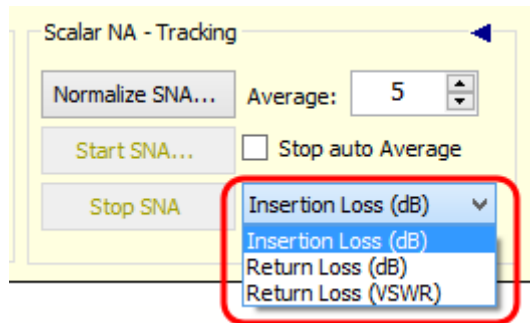 Scalar NA - Tracking
Normalize SNA... Average: 5
Start SNA... Stop auto Average
Stop SNA Insertion Loss (dB)
Insertion Loss (dB)
Return Loss (dB)
Return Loss (VSWR)